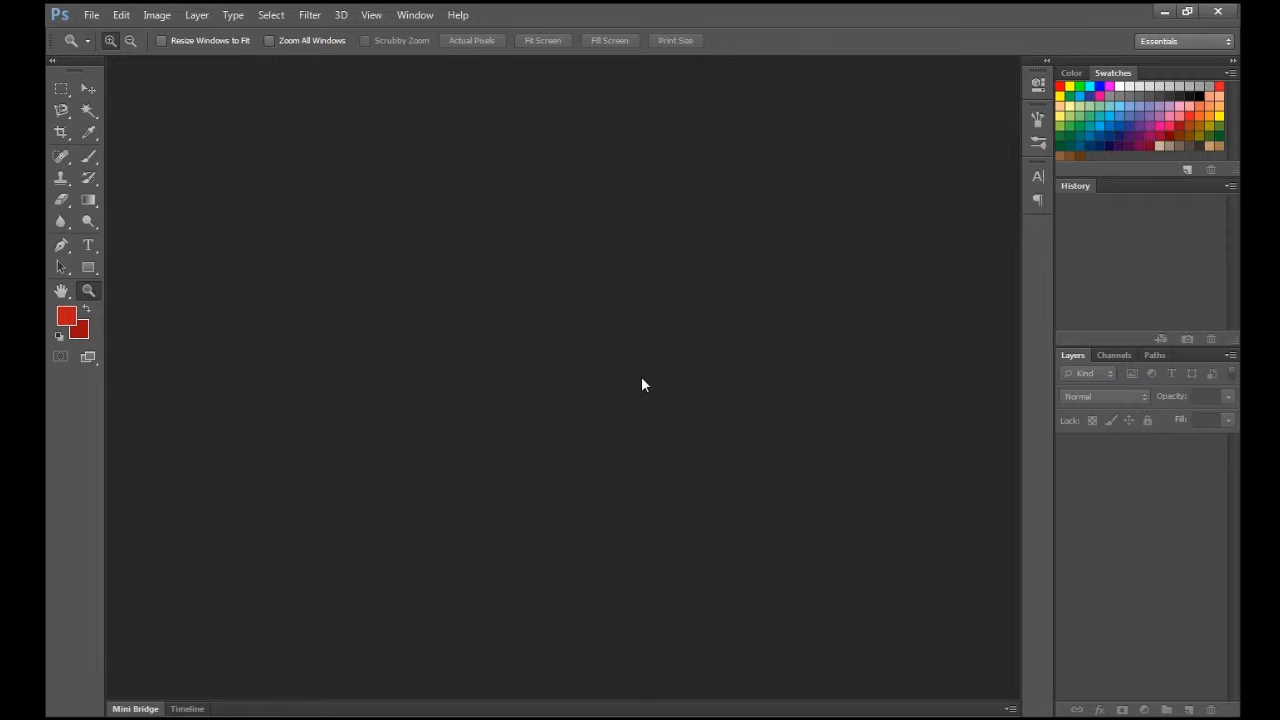 Ps File Edit Image Layer Type Select Filter 3D View Window Help
Resize Windows to Fit Zoom All Windows Scrubby Zoom Actual Pixels Fit Screen Fill Screen Print Size Essentials
Color Swatches
History
Layers Channels Paths
Kind
Normal Opacity:
Lock: Fill:
Mini Bridge Timeline